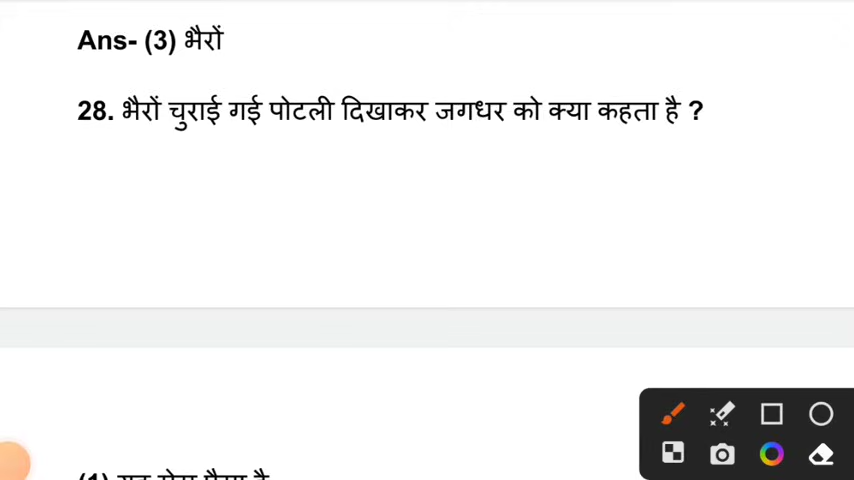 Ans- (3) भैरों
28. भैरों चुराई गई पोटली दिखाकर जगधर को क्या कहता है ?